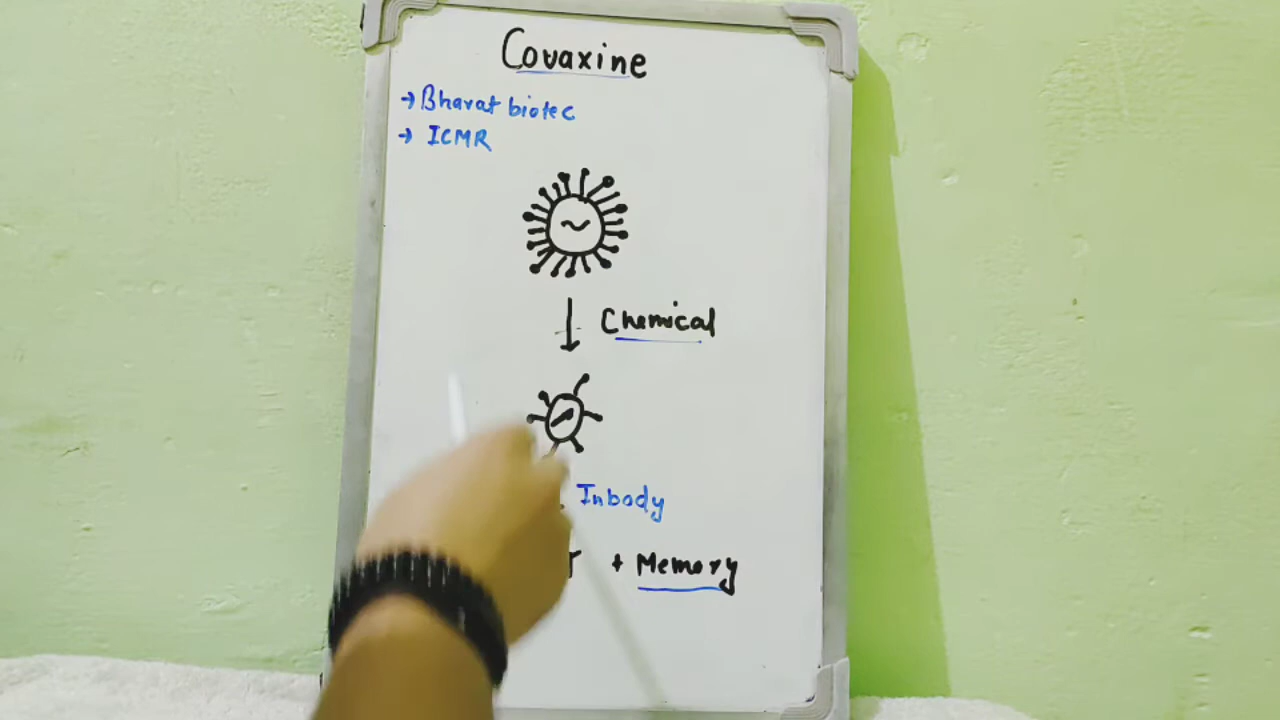 Covaxine
→ Bharat biotec
→ ICMR
Chemical
Inbody
+ Memory